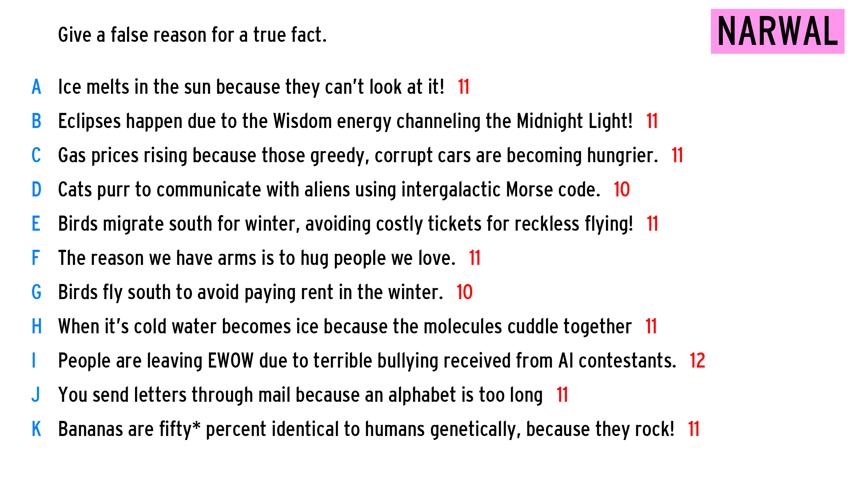 Give a false reason for a true fact.
NARWAL
A Ice melts in the sun because they can't look at it! 11
B Eclipses happen due to the Wisdom energy channeling the Midnight Light! 11
C Gas prices rising because those greedy, corrupt cars are becoming hungrier. 11
D Cats purr to communicate with aliens using intergalactic Morse code. 10
E Birds migrate south for winter, avoiding costly tickets for reckless flying! 11
F The reason we have arms is to hug people we love. 11
G Birds fly south to avoid paying rent in the winter. 10
H When it's cold water becomes ice because the molecules cuddle together 11
I People are leaving EWOW due to terrible bullying received from AI contestants. 12
J You send letters through mail because an alphabet is too long 11
K Bananas are fifty* percent identical to humans genetically, because they rock! 11